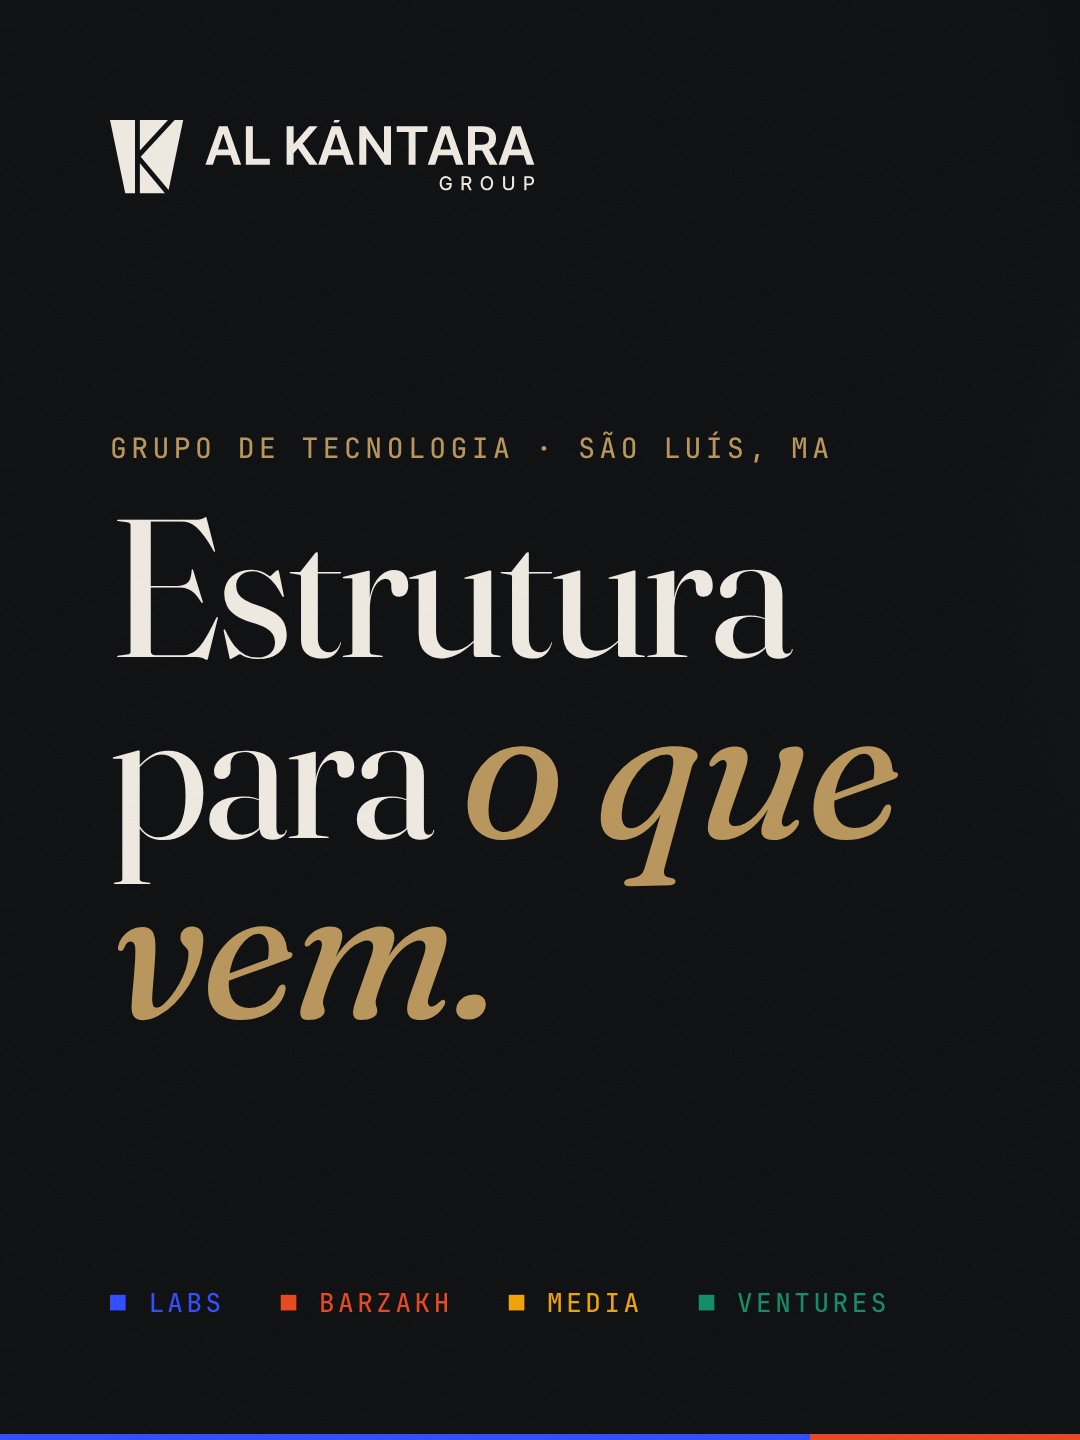 AL KÁNTARA
GROUP
GRUPO DE TECNOLOGIA · SÃO LUÍS, MA
Estrutura
para o que
vem.
LABS BARZAKH MEDIA VENTURES